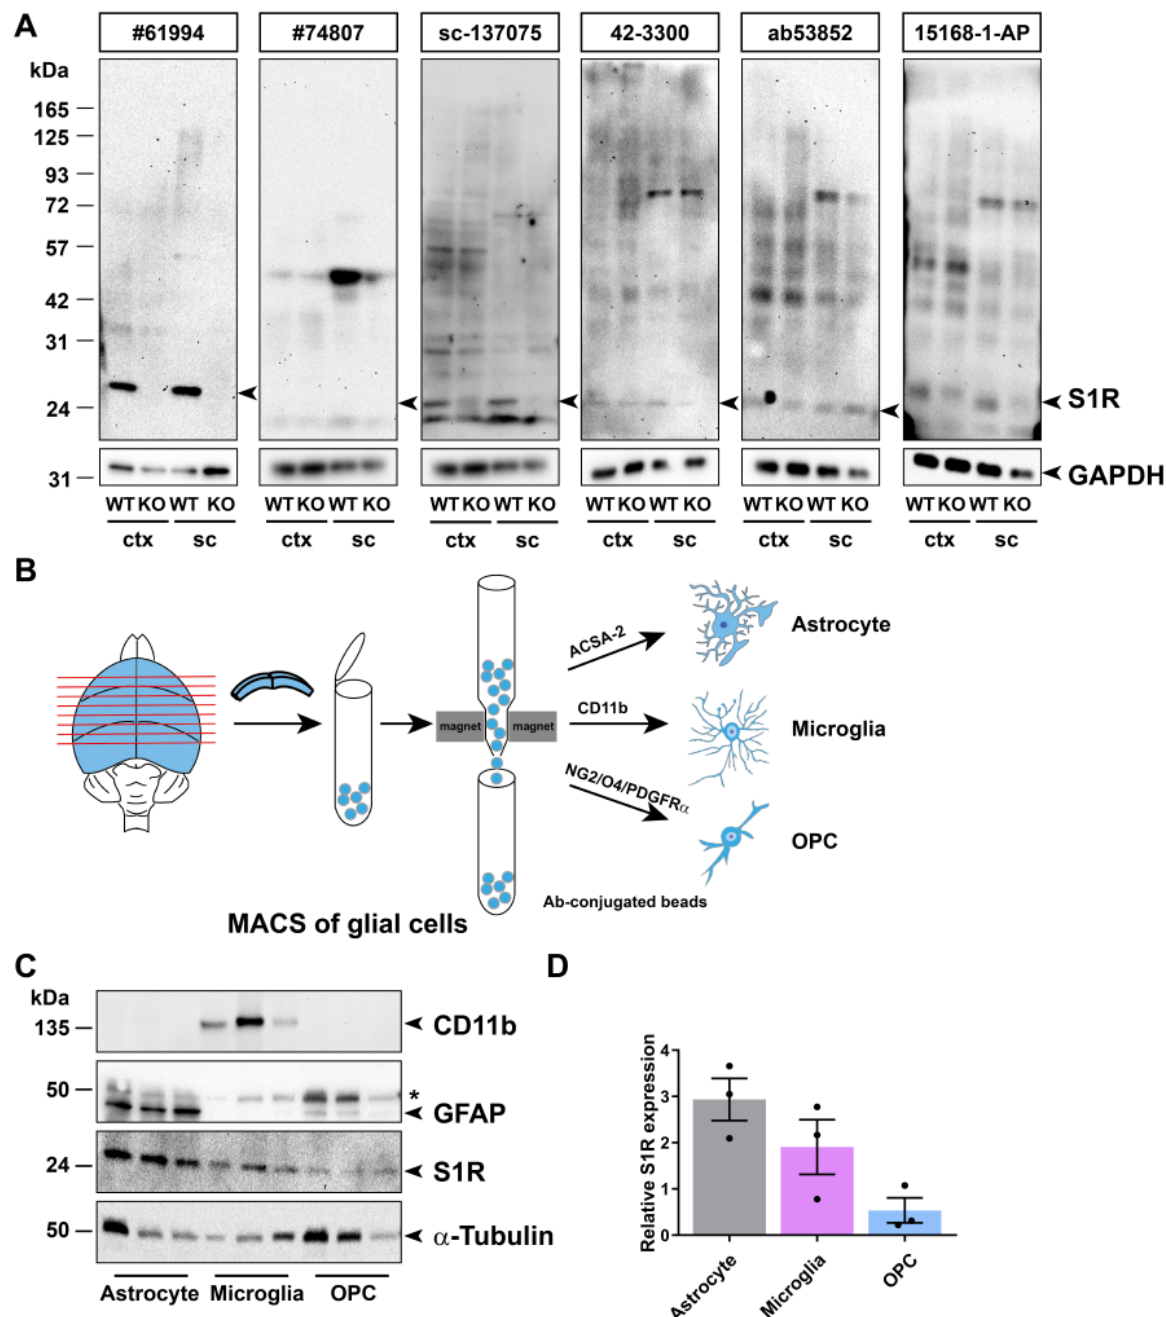 A
#61994 #74807 sc-137075 42-3300 ab53852 15168-1-AP
kDa
165
125
93
72
57
42
31
24
S1R
31
GAPDH
WT KO WT KO WT KO WT KO WT KO WT KO WT KO WT KO WT KO WT KO WT KO WT KO
ctx sc ctx sc ctx sc ctx sc ctx sc ctx sc
B
ACSA-2
Astrocyte
magnet magnet
CD11b
Microglia
NG2/O4/PDGFRα
OPC
Ab-conjugated beads
MACS of glial cells
C
kDa
135
CD11b
50
*
GFAP
24
S1R
50
α-Tubulin
Astrocyte Microglia OPC
D
Relative S1R expression
4
3
2
1
0
Astrocyte
Microglia
OPC